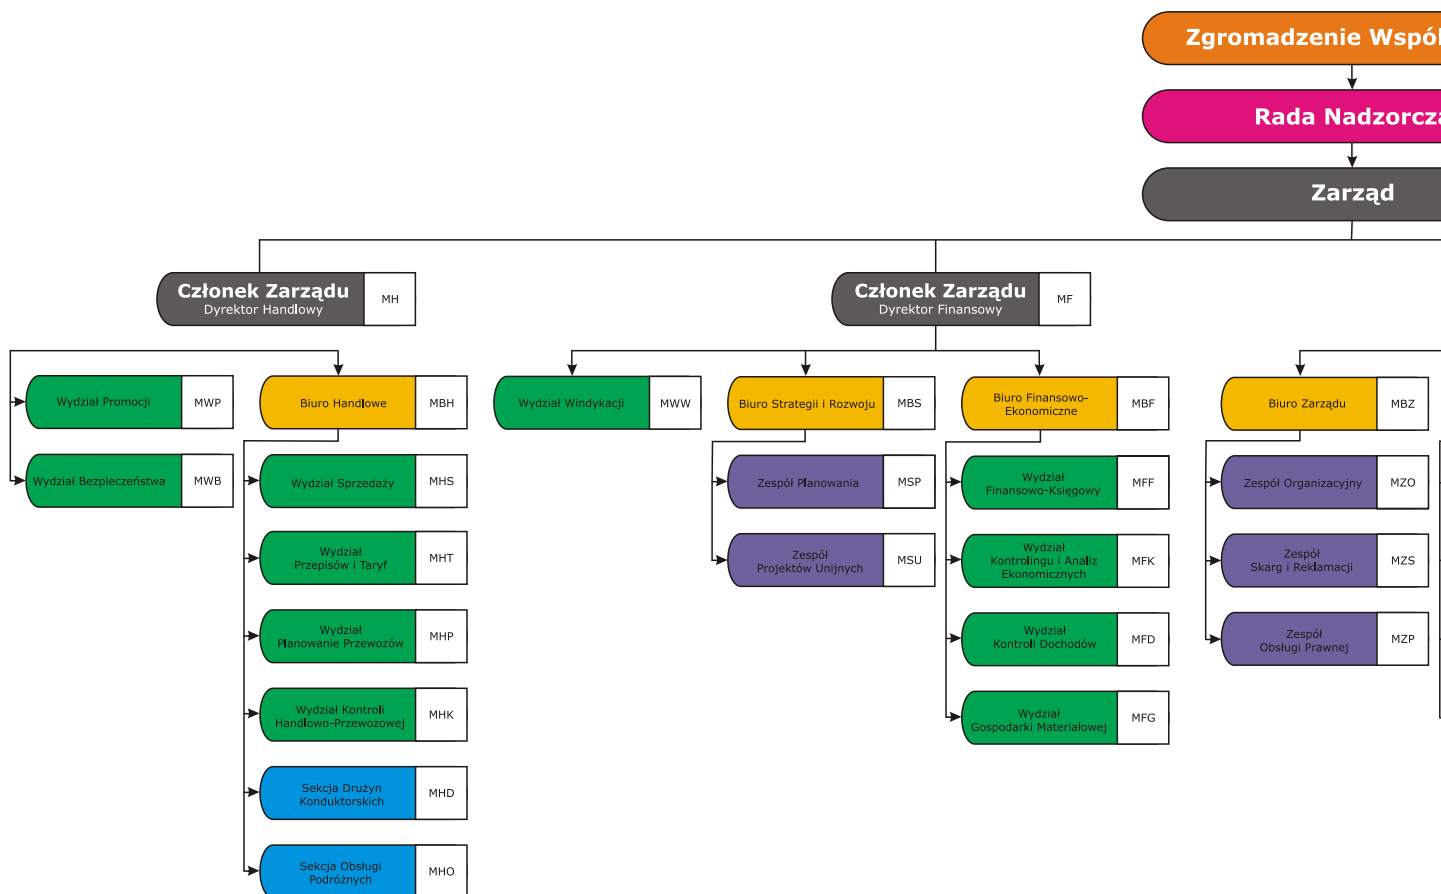 Zgromadzenie Wspól
Rada Nadzorcza
Zarząd
Członek Zarządu
Dyrektor Handlowy
MH
Członek Zarządu
Dyrektor Finansowy
MF
Wydział Promocji
MWP
Biuro Handlowe
MBH
Wydział Windykacji
MWW
Biuro Strategii i Rozwoju
MBS
Biuro Finansowo-
Ekonomiczne
MBF
Biuro Zarządu
MBZ
Wydział Bezpieczeństwa
MWB
Wydział Sprzedaży
MHS
Zespół Planowania
MSP
Wydział
Finansowo-Księgowy
MFF
Zespół Organizacyjny
MZO
Wydział
Przepisów i Taryf
MHT
Zespół
Projektów Unijnych
MSU
Wydział
Kontrolingu i Analiz
Ekonomicznych
MFK
Zespół
Skarg i Reklamacji
MZS
Wydział
Planowanie Przewozów
MHP
Wydział
Kontroli Dochodów
MFD
Zespół
Obsługi Prawnej
MZP
Wydział Kontroli
Handlowo-Przewozowej
MHK
Wydział
Gospodarki Materiałowej
MFG
Sekcja Drużyn
Konduktorskich
MHD
Sekcja Obsługi
Podróżnych
MHO